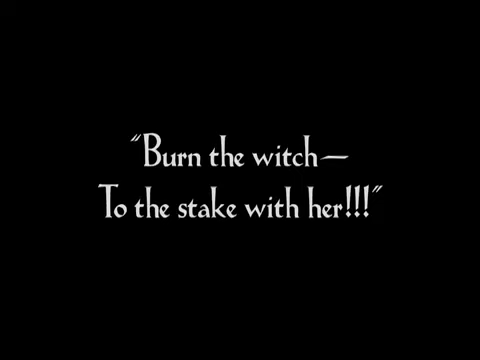 “Burn the witch—
To the stake with her!!!”